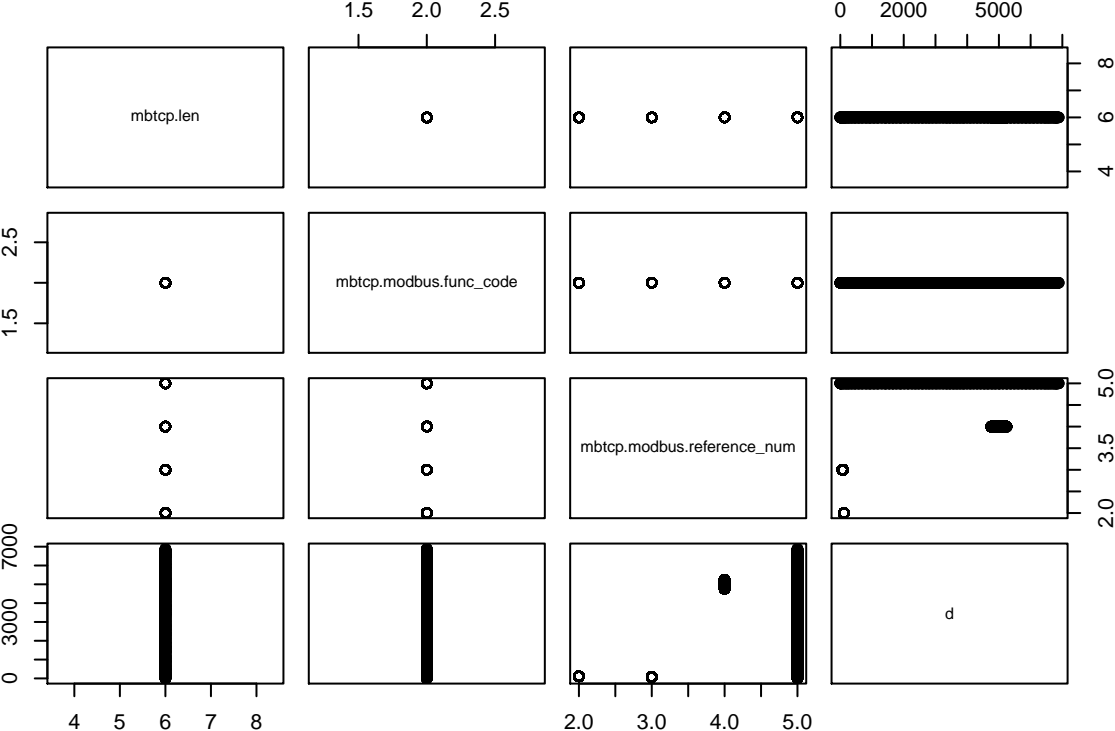 1.5 2.0 2.5
0 2000 5000
mbtcp.len
4 6 8
1.5 2.5
mbtcp.modbus.func_code
mbtcp.modbus.reference_num
2.0 3.5 5.0
0 3000 7000
d
4 5 6 7 8
2.0 3.0 4.0 5.0